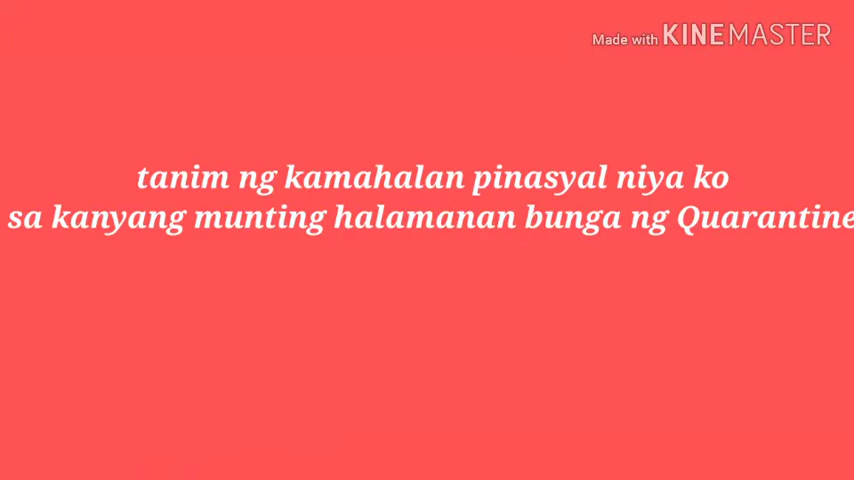 Made with KINEMASTER
tanim ng kamahalan pinasyal niya ko
sa kanyang munting halamanan bunga ng Quarantine